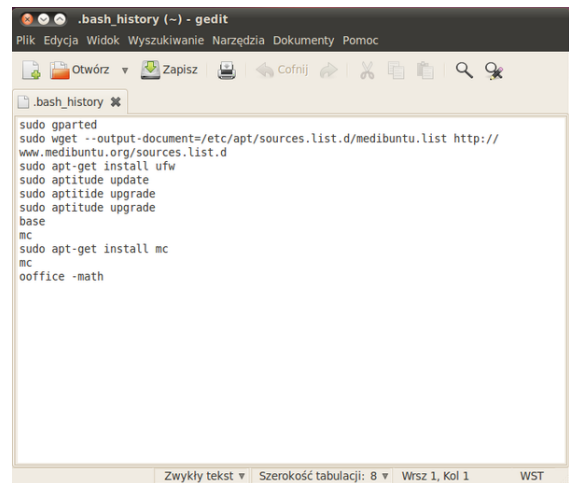 .bash_history (~) - gedit
Plik Edycja Widok Wyszukiwanie Narzędzia Dokumenty Pomoc
Otwórz Zapisz Cofnij
.bash_history
sudo gparted
sudo wget --output-document=/etc/apt/sources.list.d/medibuntu.list http://
www.medibuntu.org/sources.list.d
sudo apt-get install ufw
sudo aptitude update
sudo aptitide upgrade
sudo aptitude upgrade
base
mc
sudo apt-get install mc
mc
ooffice -math
Zwykły tekst Szerokość tabulacji: 8 Wrsz 1, Kol 1 WST